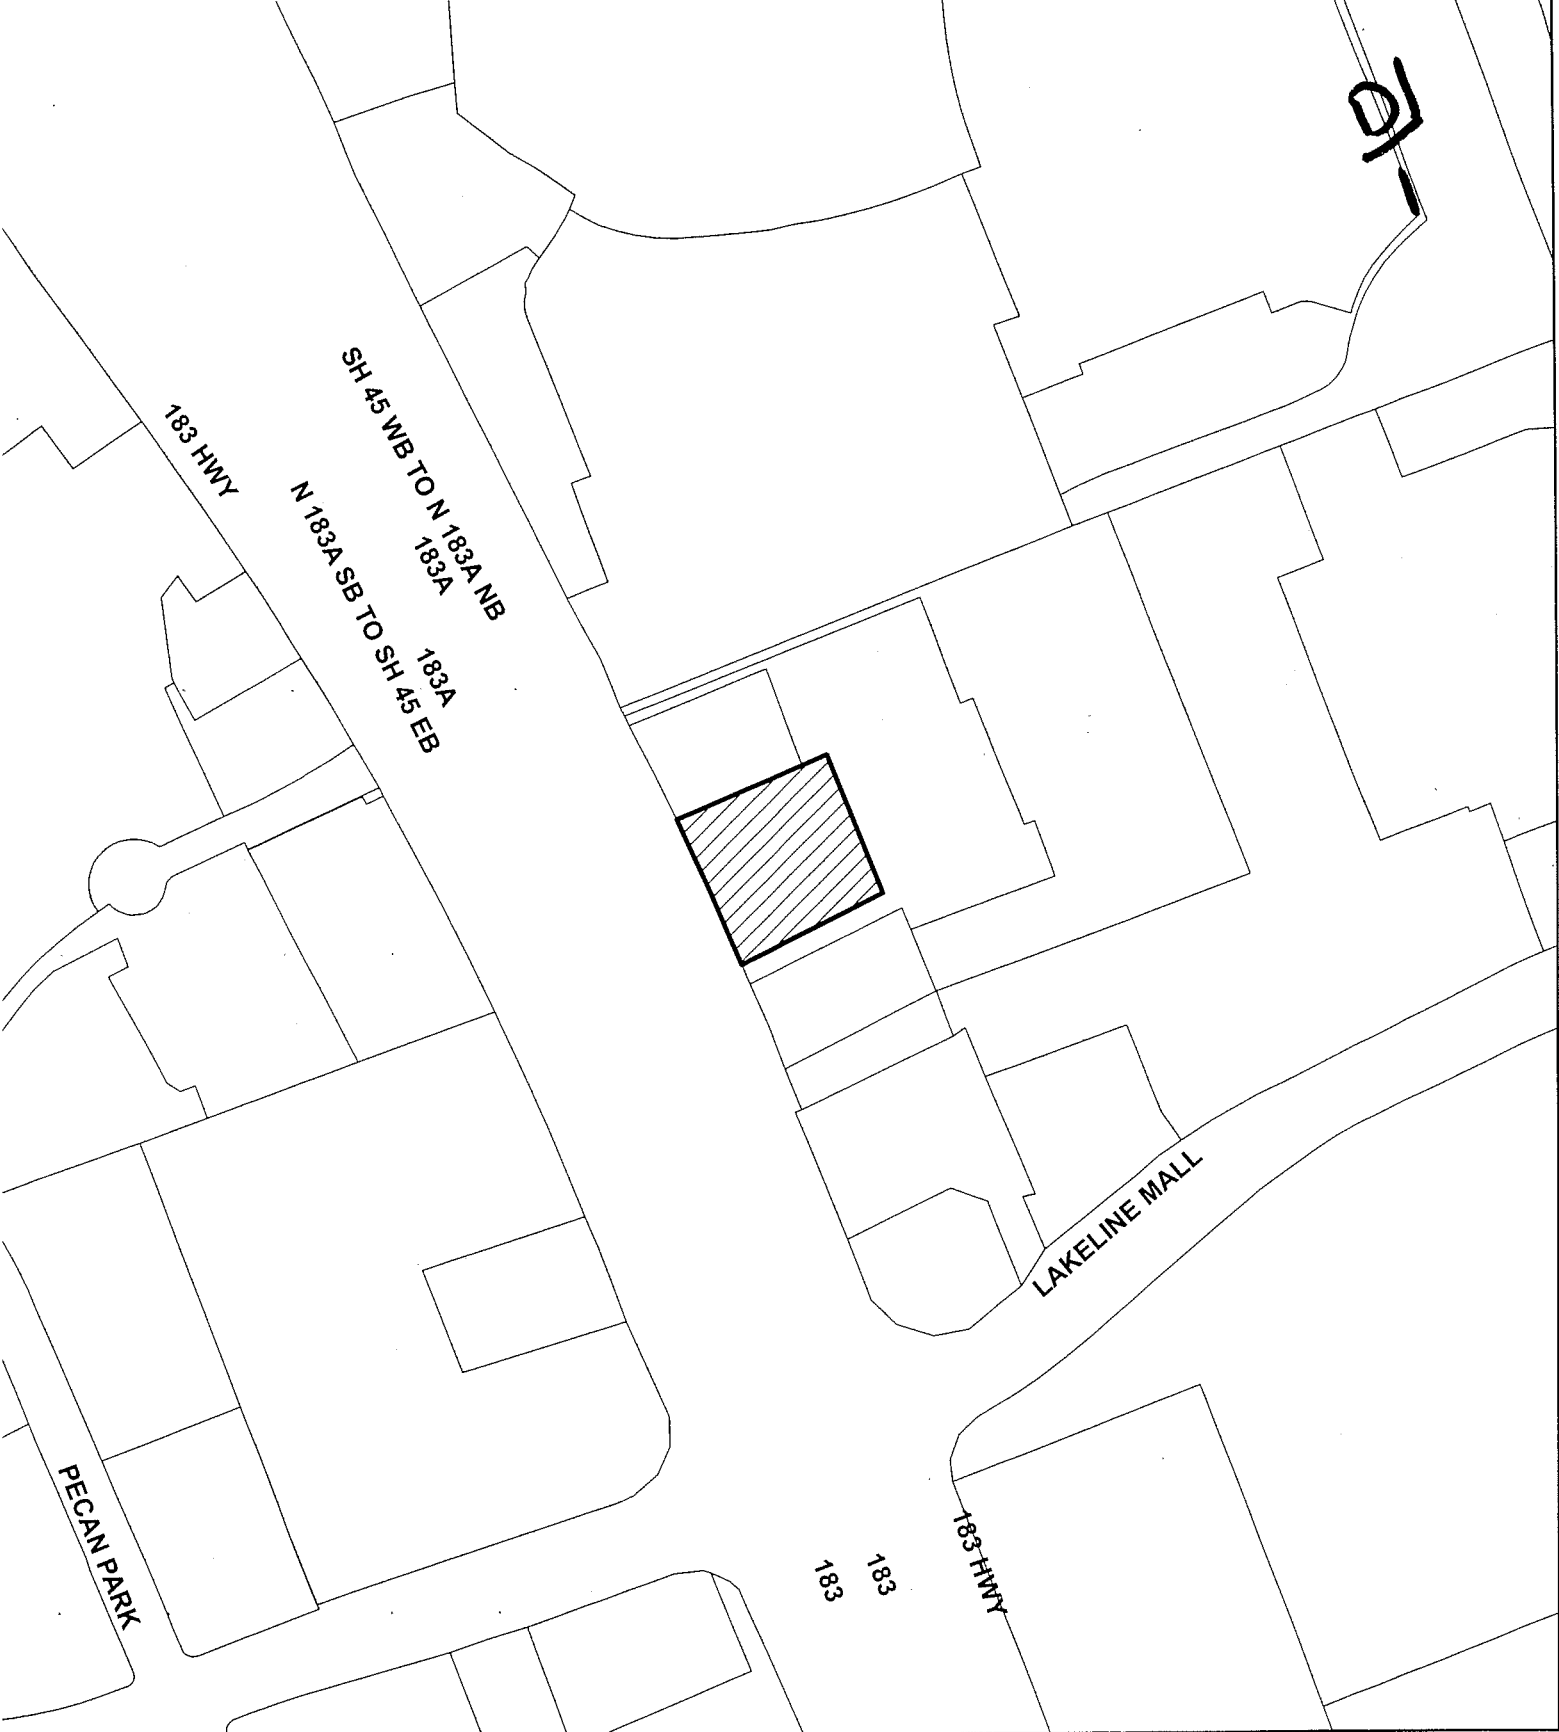 SH 45 WB TO N 183A NB
183 HWY
N 183A SB TO SH 45 EB
183A
183A
LAKELINE MALL
PECAN PARK
183 HWY
183
183